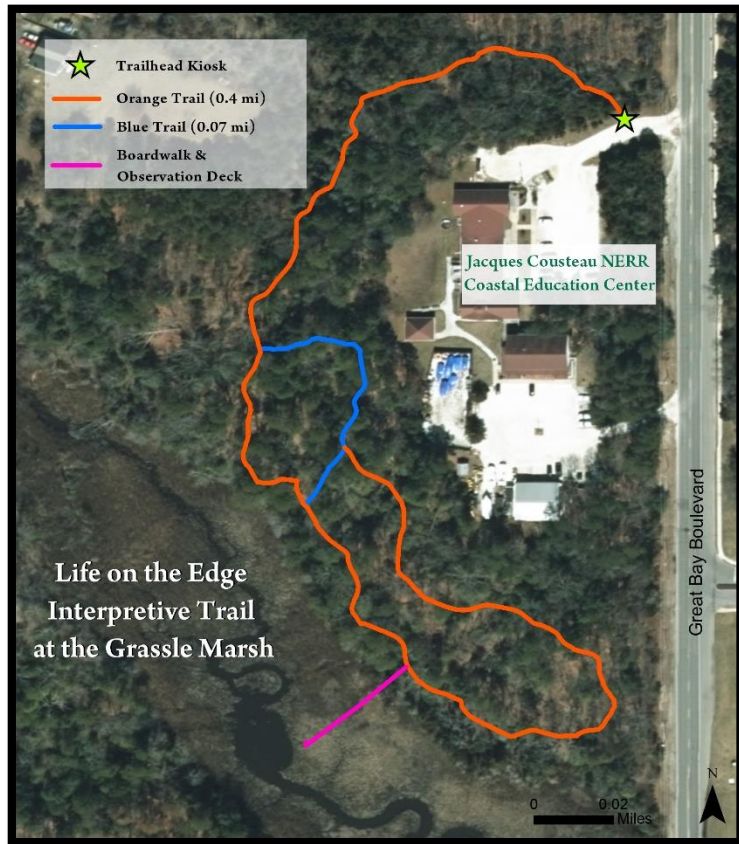 Trailhead Kiosk
Orange Trail (0.4 mi)
Blue Trail (0.07 mi)
Boardwalk &
Observation Deck
Jacques Cousteau NERR
Coastal Education Center
Great Bay Boulevard
Life on the Edge
Interpretive Trail
at the Grassle Marsh
N
0 0.02
Miles